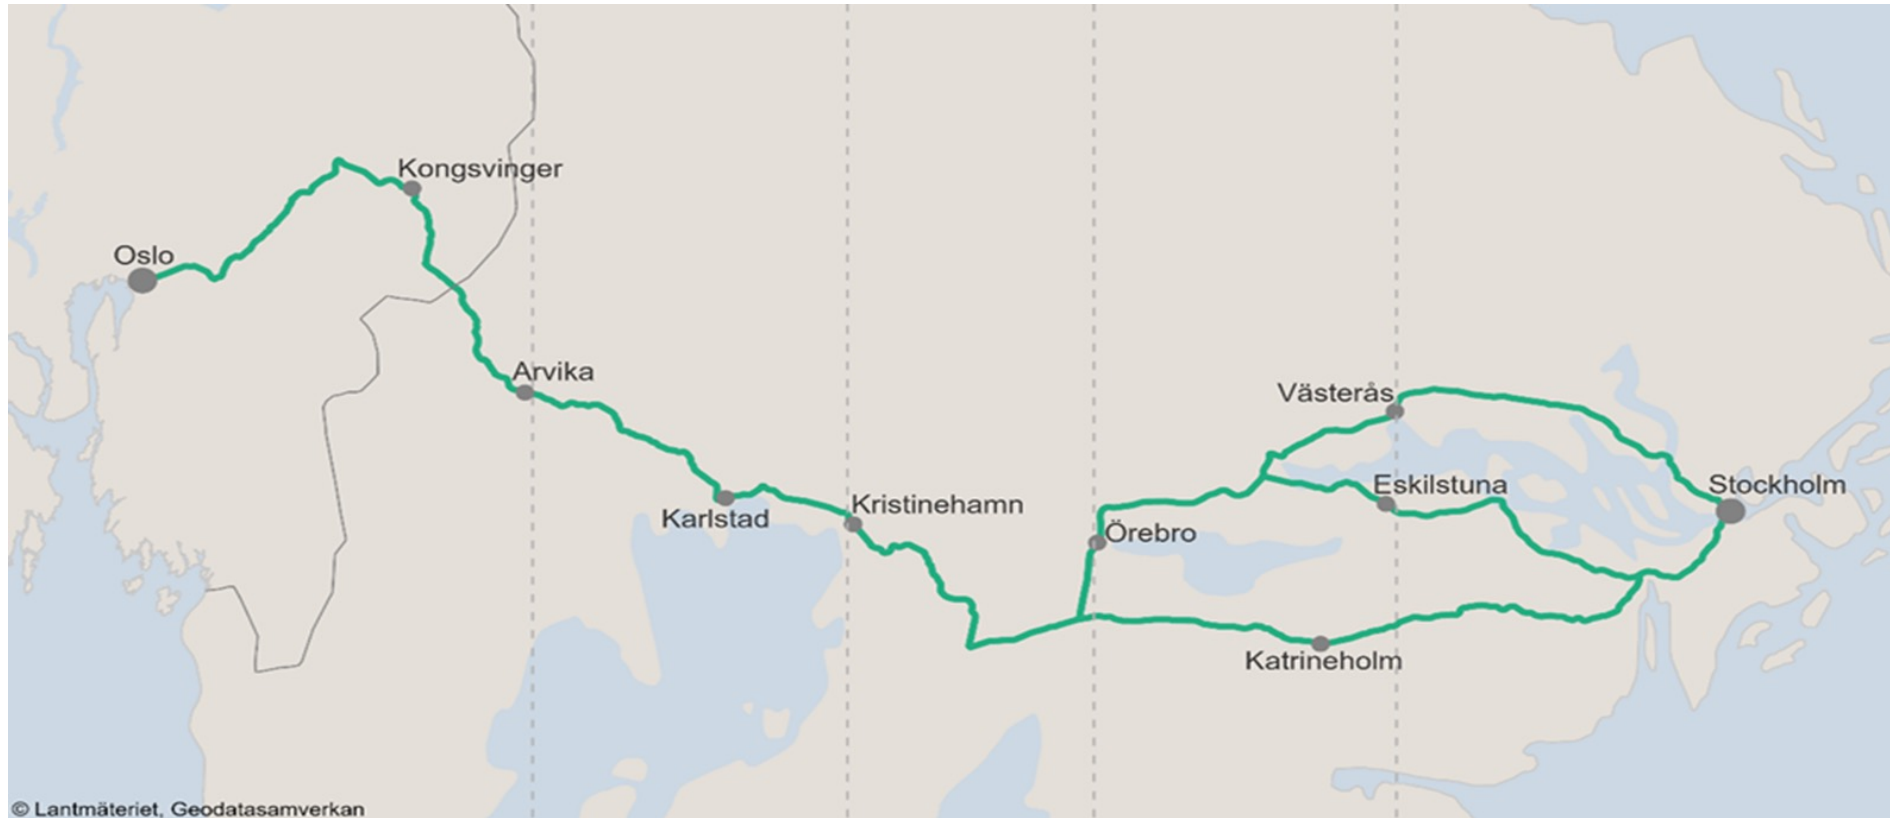 Kongsvinger
Oslo
Arvika
Västerås
Karlstad
Kristinehamn
Eskilstuna
Stockholm
Örebro
Katrineholm
© Lantmäteriet, Geodatasamverkan